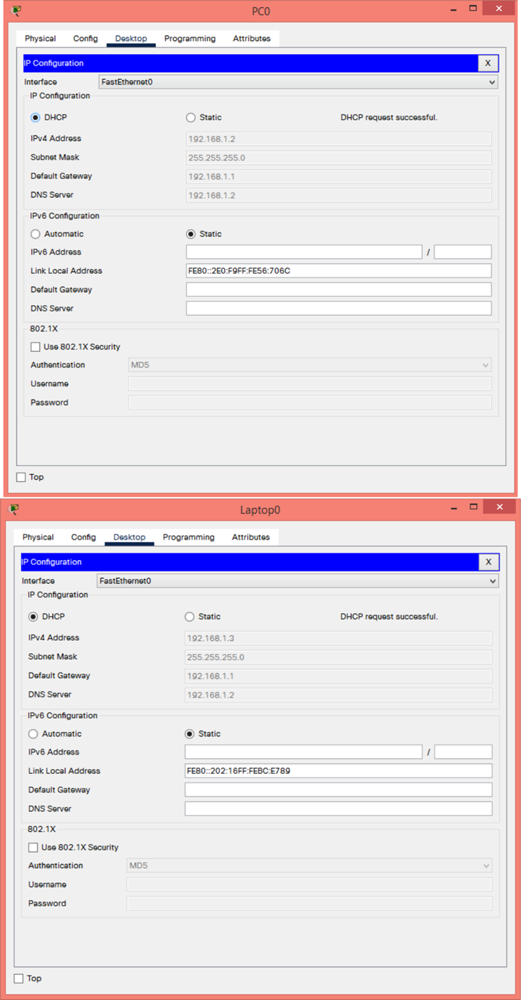 PC0
Physical Config Desktop Programming Attributes
IP Configuration X
Interface FastEthernet0
IP Configuration
DHCP Static DHCP request successful.
IPv4 Address 192.168.1.2
Subnet Mask 255.255.255.0
Default Gateway 192.168.1.1
DNS Server 192.168.1.2
IPv6 Configuration
Automatic Static
IPv6 Address /
Link Local Address FE80::2E0:F9FF:FE56:706C
Default Gateway
DNS Server
802.1X
Use 802.1X Security
Authentication MD5
Username
Password
Top
Laptop0
Physical Config Desktop Programming Attributes
IP Configuration X
Interface FastEthernet0
IP Configuration
DHCP Static DHCP request successful.
IPv4 Address 192.168.1.3
Subnet Mask 255.255.255.0
Default Gateway 192.168.1.1
DNS Server 192.168.1.2
IPv6 Configuration
Automatic Static
IPv6 Address /
Link Local Address FE80::202:16FF:FEBC:E789
Default Gateway
DNS Server
802.1X
Use 802.1X Security
Authentication MD5
Username
Password
Top